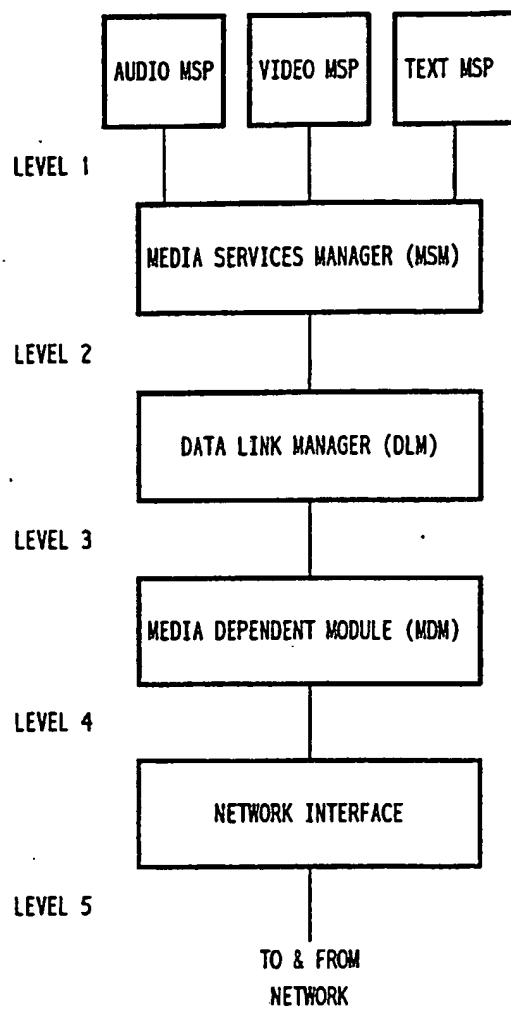 AUDIO MSP
VIDEO MSP
TEXT MSP
LEVEL 1
MEDIA SERVICES MANAGER (MSM)
LEVEL 2
DATA LINK MANAGER (DLM)
LEVEL 3
MEDIA DEPENDENT MODULE (MDM)
LEVEL 4
NETWORK INTERFACE
LEVEL 5
TO & FROM
NETWORK